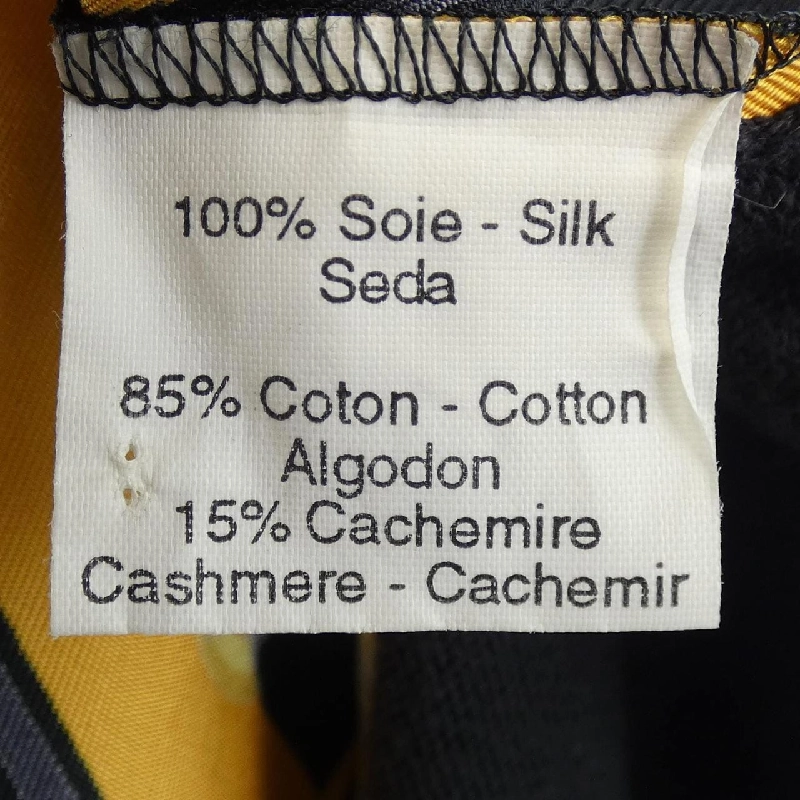 100% Soie - Silk
Seda
85% Coton - Cotton
Algodon
15% Cachemire
Cashmere - Cachemir